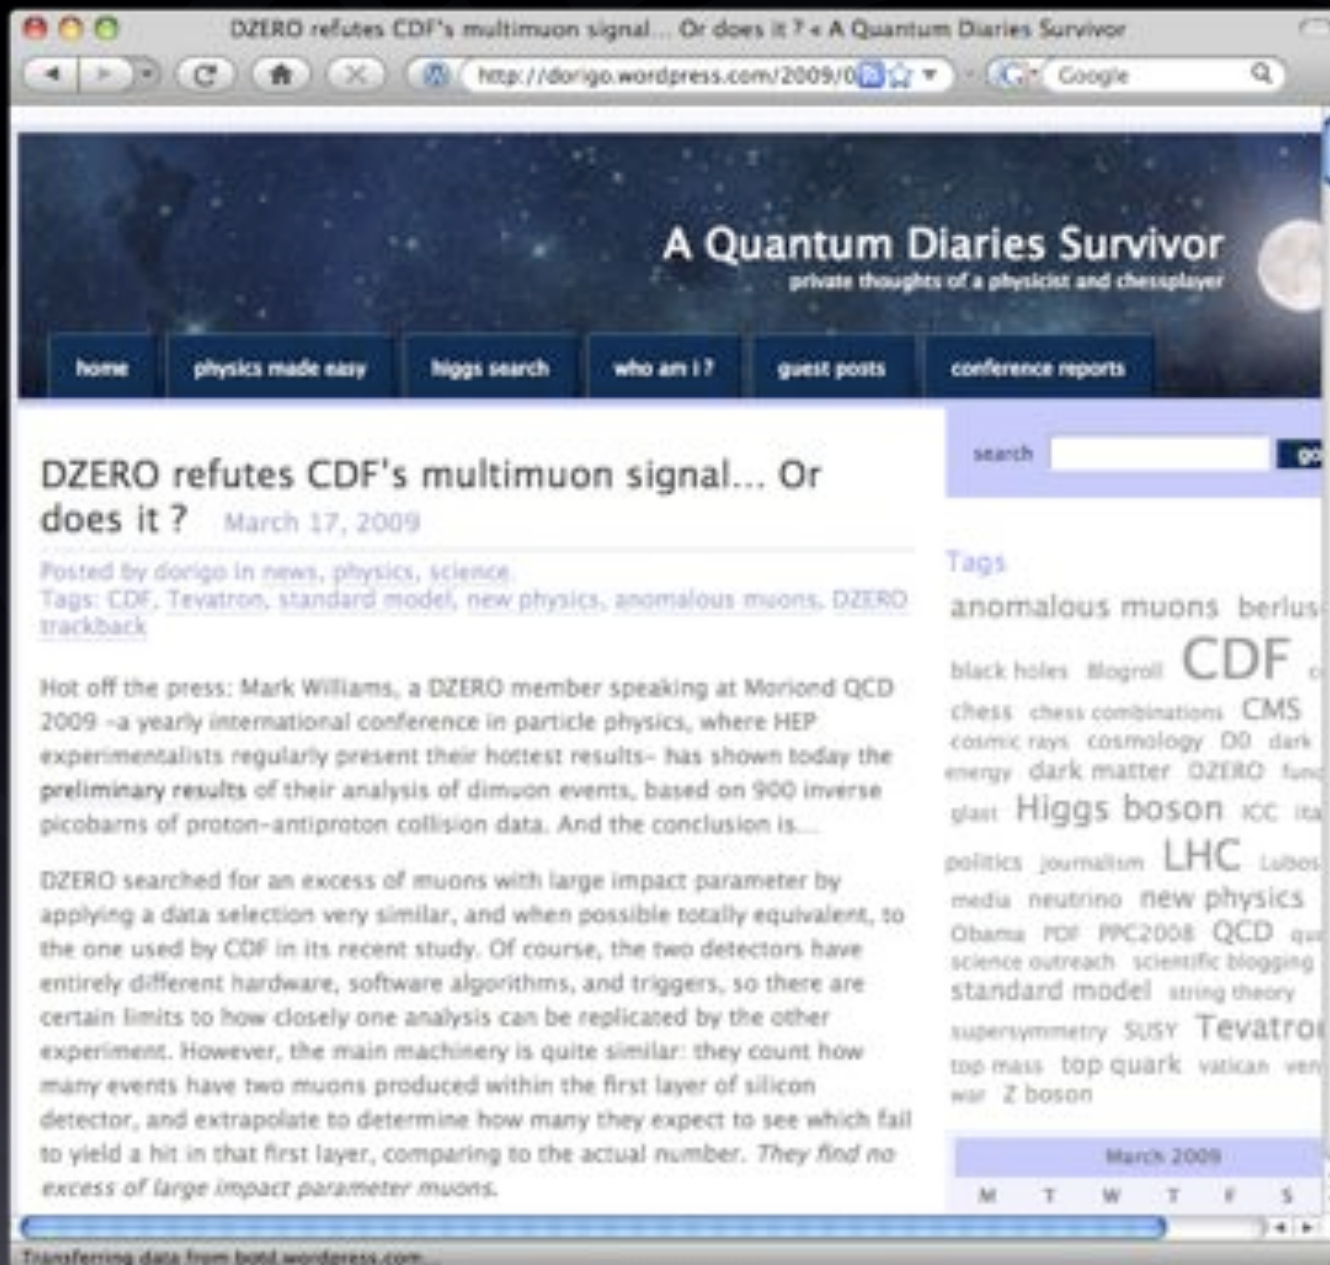 DZERO refutes CDF's multimuon signal... Or does it ? « A Quantum Diaries Survivor
http://dorigo.wordpress.com/2009/0
Google
A Quantum Diaries Survivor
private thoughts of a physicist and chessplayer
home physics made easy higgs search who am i ? guest posts conference reports
DZERO refutes CDF's multimuon signal... Or
does it ? March 17, 2009
Posted by dorigo in news, physics, science.
Tags: CDF, Tevatron, standard model, new physics, anomalous muons, DZERO
trackback
Hot off the press: Mark Williams, a DZERO member speaking at Moriond QCD
2009 -a yearly international conference in particle physics, where HEP
experimentalists regularly present their hottest results- has shown today the
preliminary results of their analysis of dimuon events, based on 900 inverse
picobarns of proton-antiproton collision data. And the conclusion is...
DZERO searched for an excess of muons with large impact parameter by
applying a data selection very similar, and when possible totally equivalent, to
the one used by CDF in its recent study. Of course, the two detectors have
entirely different hardware, software algorithms, and triggers, so there are
certain limits to how closely one analysis can be replicated by the other
experiment. However, the main machinery is quite similar: they count how
many events have two muons produced within the first layer of silicon
detector, and extrapolate to determine how many they expect to see which fail
to yield a hit in that first layer, comparing to the actual number. They find no
excess of large impact parameter muons.
search go
Tags
anomalous muons berlus
black holes Blogroll CDF
chess chess combinations CMS
cosmic rays cosmology D0 dark
energy dark matter DZERO
glast Higgs boson ICC ita
politics journalism LHC Lubos
media neutrino new physics
Obama PDF PPC2008 QCD
science outreach scientific blogging
standard model string theory
supersymmetry SUSY Tevatron
top mass top quark vatican ven
war Z boson
March 2009
M T W T F S
Transferring data from botd.wordpress.com...